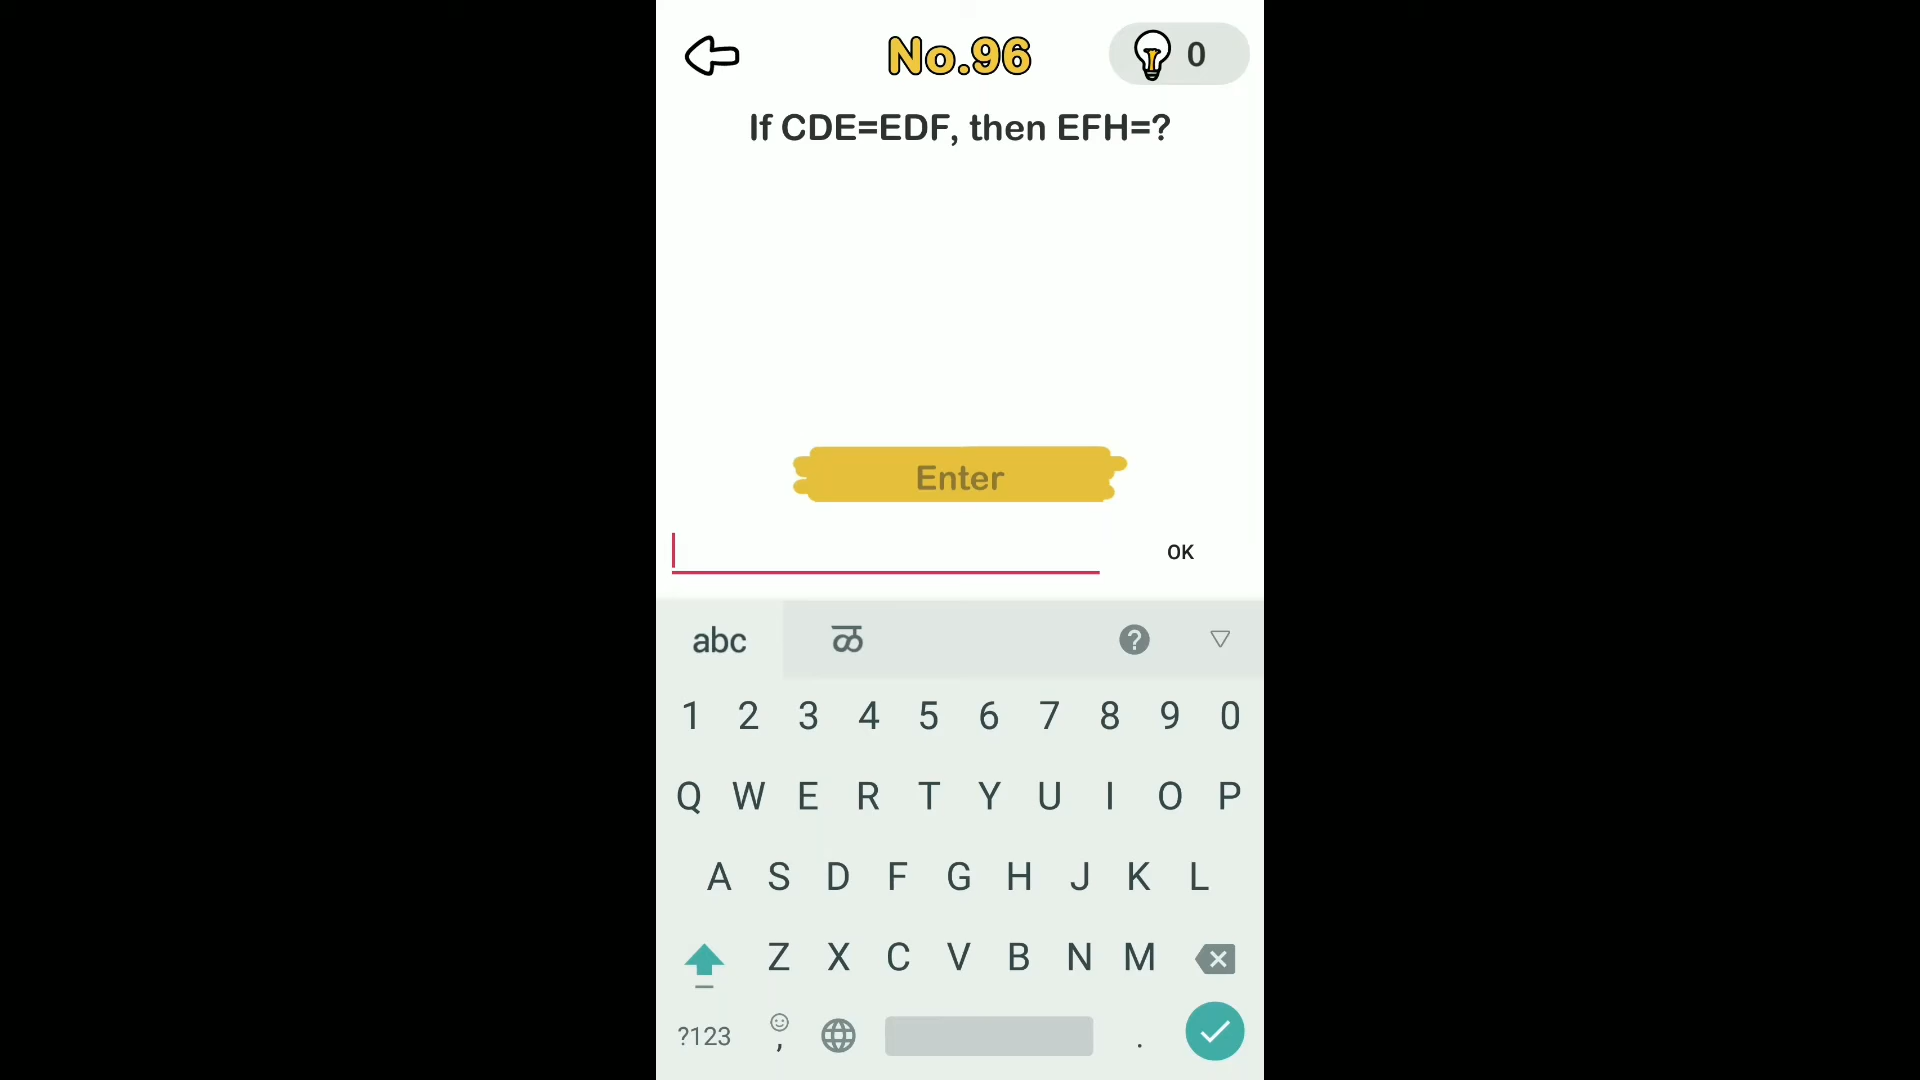 No.96
0
If CDE=EDF, then EFH=?
Enter
OK
abc ळ ?
1 2 3 4 5 6 7 8 9 0
Q W E R T Y U I O P
A S D F G H J K L
Z X C V B N M
?123 , .